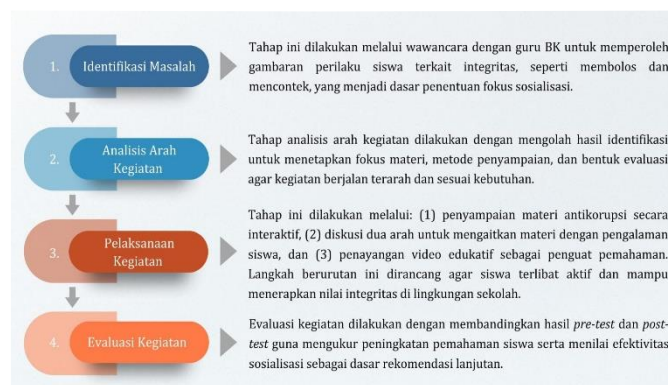 1. Identifikasi Masalah
Tahap ini dilakukan melalui wawancara dengan guru BK untuk memperoleh
gambaran perilaku siswa terkait integritas, seperti membolos dan
mencontek, yang menjadi dasar penentuan fokus sosialisasi.
2. Analisis Arah
Kegiatan
Tahap analisis arah kegiatan dilakukan dengan mengolah hasil identifikasi
untuk menetapkan fokus materi, metode penyampaian, dan bentuk evaluasi
agar kegiatan berjalan terarah dan sesuai kebutuhan.
3. Pelaksanaan
Kegiatan
Tahap ini dilakukan melalui: (1) penyampaian materi antikorupsi secara
interaktif, (2) diskusi dua arah untuk mengaitkan materi dengan pengalaman
siswa, dan (3) penayangan video edukatif sebagai penguat pemahaman.
Langkah berurutan ini dirancang agar siswa terlibat aktif dan mampu
menerapkan nilai integritas di lingkungan sekolah.
4. Evaluasi Kegiatan
Evaluasi kegiatan dilakukan dengan membandingkan hasil pre-test dan post-
test guna mengukur peningkatan pemahaman siswa serta menilai efektivitas
sosialisasi sebagai dasar rekomendasi lanjutan.